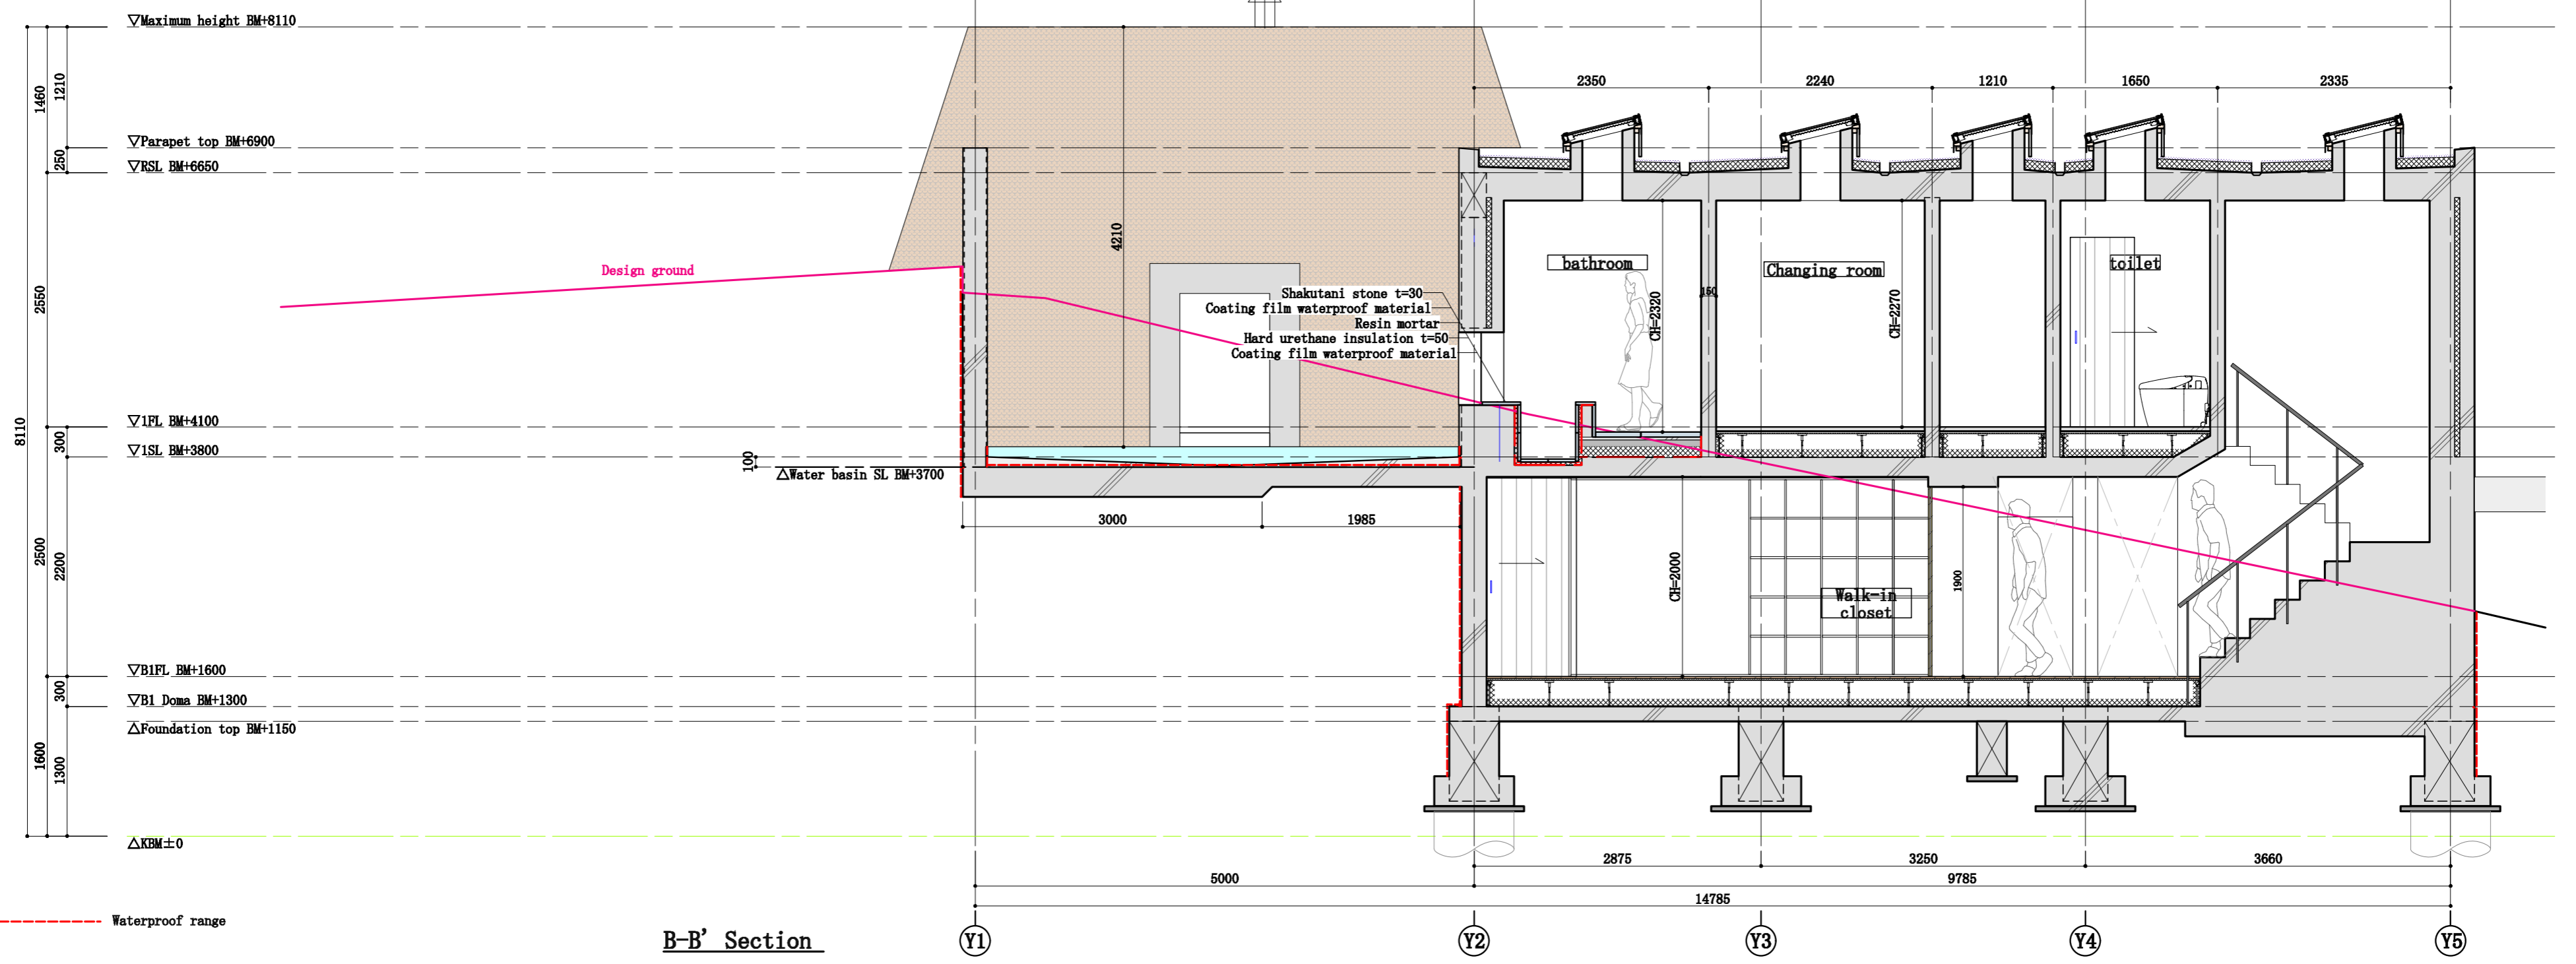 ▽Maximum height BM+8110
1210
1460
2350
2240
1210
1650
2335
▽Parapet top BM+6900
250
▽RSL BM+6650
4210
bathroom
Changing room
toilet
Design ground
Shakutani stone t=30
Coating film waterproof material
Resin mortar
Hard urethane insulation t=50
Coating film waterproof material
150
CH=2320
CH=2270
2550
8110
▽1FL BM+4100
300
▽1SL BM+3800
100
△Water basin SL BM+3700
3000
1985
2500
2200
CH=2000
1900
Walk-in
closet
▽B1FL BM+1600
300
▽B1 Doma BM+1300
△Foundation top BM+1150
1600
1300
△KBM±0
2875
3250
3660
5000
9785
14785
Waterproof range
B-B' Section
Y1
Y2
Y3
Y4
Y5